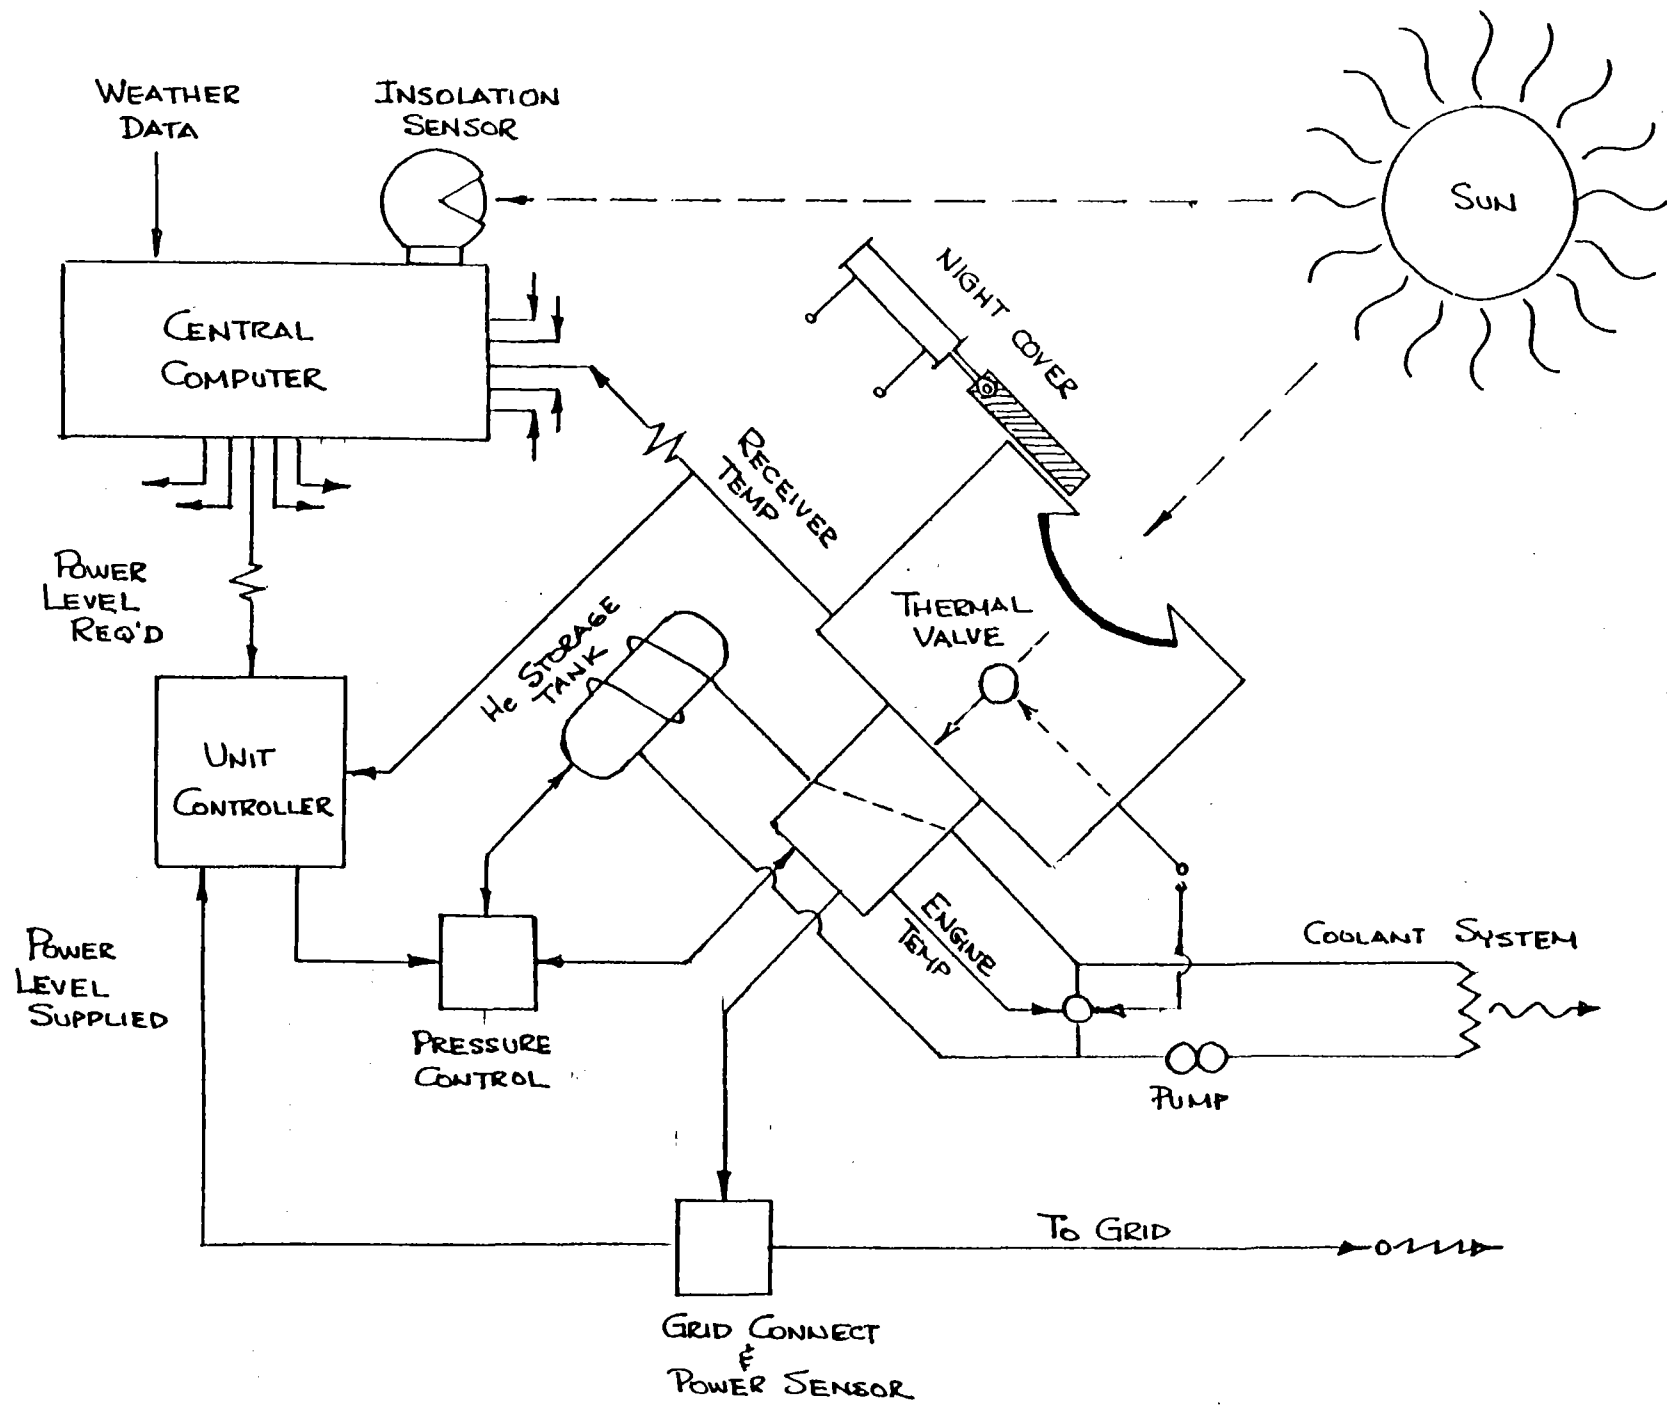 WEATHER
DATA
INSOLATION
SENSOR
SUN
NIGHT COVER
CENTRAL
COMPUTER
RECEIVER
TEMP
POWER
LEVEL
REQ'D
THERMAL
VALVE
He STORAGE
TANK
UNIT
CONTROLLER
ENGINE
TEMP
COOLANT SYSTEM
POWER
LEVEL
SUPPLIED
PRESSURE
CONTROL
PUMP
TO GRID
GRID CONNECT
&
POWER SENSOR